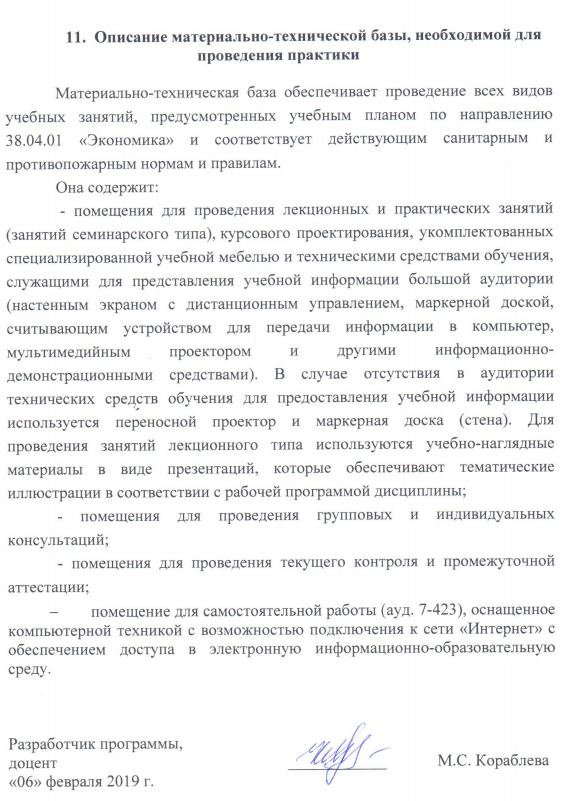 11. Описание материально-технической базы, необходимой для
проведения практики
Материально-техническая база обеспечивает проведение всех видов
учебных занятий, предусмотренных учебным планом по направлению
38.04.01 «Экономика» и соответствует действующим санитарным и
противопожарным нормам и правилам.
Она содержит:
- помещения для проведения лекционных и практических занятий
(занятий семинарского типа), курсового проектирования, укомплектованных
специализированной учебной мебелью и техническими средствами обучения,
служащими для представления учебной информации большой аудитории
(настенным экраном с дистанционным управлением, маркерной доской,
считывающим устройством для передачи информации в компьютер,
мультимедийным проектором и другими информационно-
демонстрационными средствами). В случае отсутствия в аудитории
технических средств обучения для предоставления учебной информации
используется переносной проектор и маркерная доска (стена). Для
проведения занятий лекционного типа используются учебно-наглядные
материалы в виде презентаций, которые обеспечивают тематические
иллюстрации в соответствии с рабочей программой дисциплины;
- помещения для проведения групповых и индивидуальных
консультаций;
- помещения для проведения текущего контроля и промежуточной
аттестации;
– помещение для самостоятельной работы (ауд. 7-423), оснащенное
компьютерной техникой с возможностью подключения к сети «Интернет» с
обеспечением доступа в электронную информационно-образовательную
среду.
Разработчик программы,
доцент М.С. Кораблева
«06» февраля 2019 г.